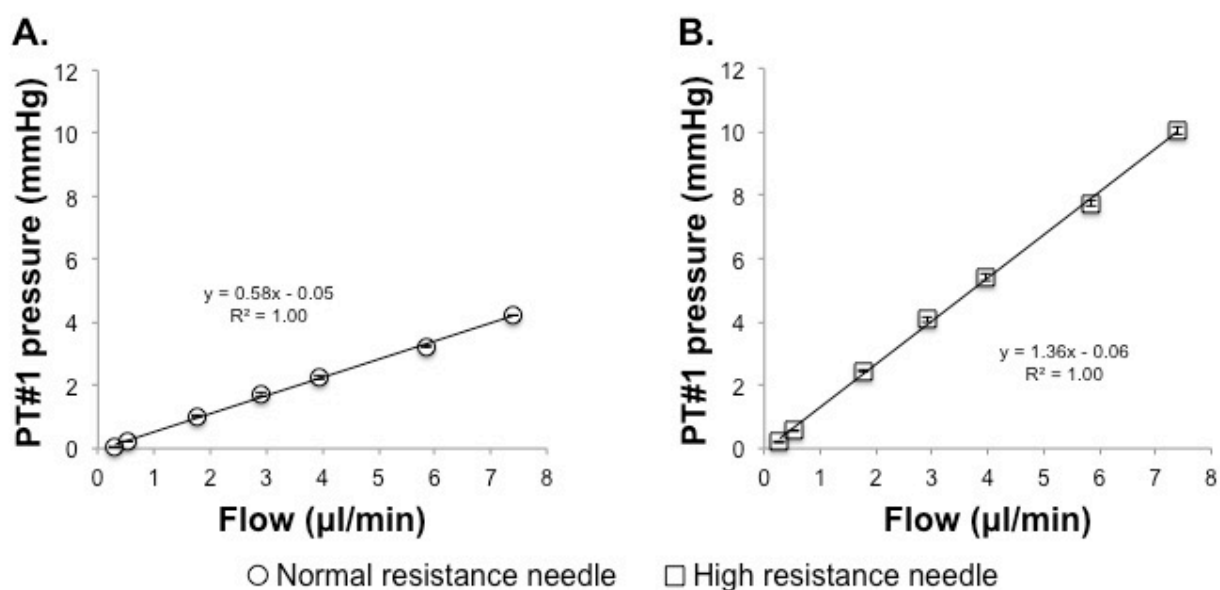 A.
PT#1 pressure (mmHg)
12
10
8
6
4
2
0
y = 0.58x - 0.05
R² = 1.00
0 1 2 3 4 5 6 7 8
Flow (µl/min)
B.
PT#1 pressure (mmHg)
12
10
8
6
4
2
0
y = 1.36x - 0.06
R² = 1.00
0 1 2 3 4 5 6 7 8
Flow (µl/min)
Normal resistance needle
High resistance needle